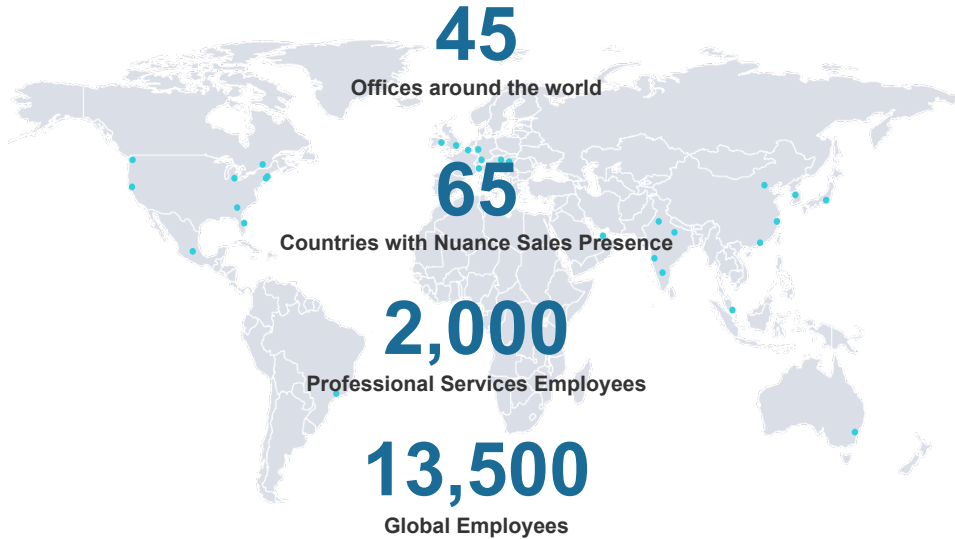 45
Offices around the world
65
Countries with Nuance Sales Presence
2,000
Professional Services Employees
13,500
Global Employees